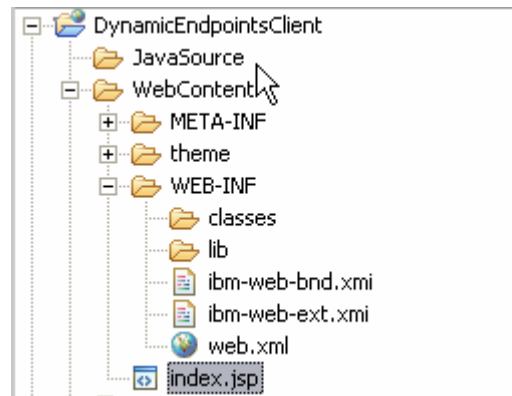 DynamicEndpointsClient
JavaSource
WebContent
META-INF
theme
WEB-INF
classes
lib
ibm-web-bnd.xmi
ibm-web-ext.xmi
web.xml
index.jsp